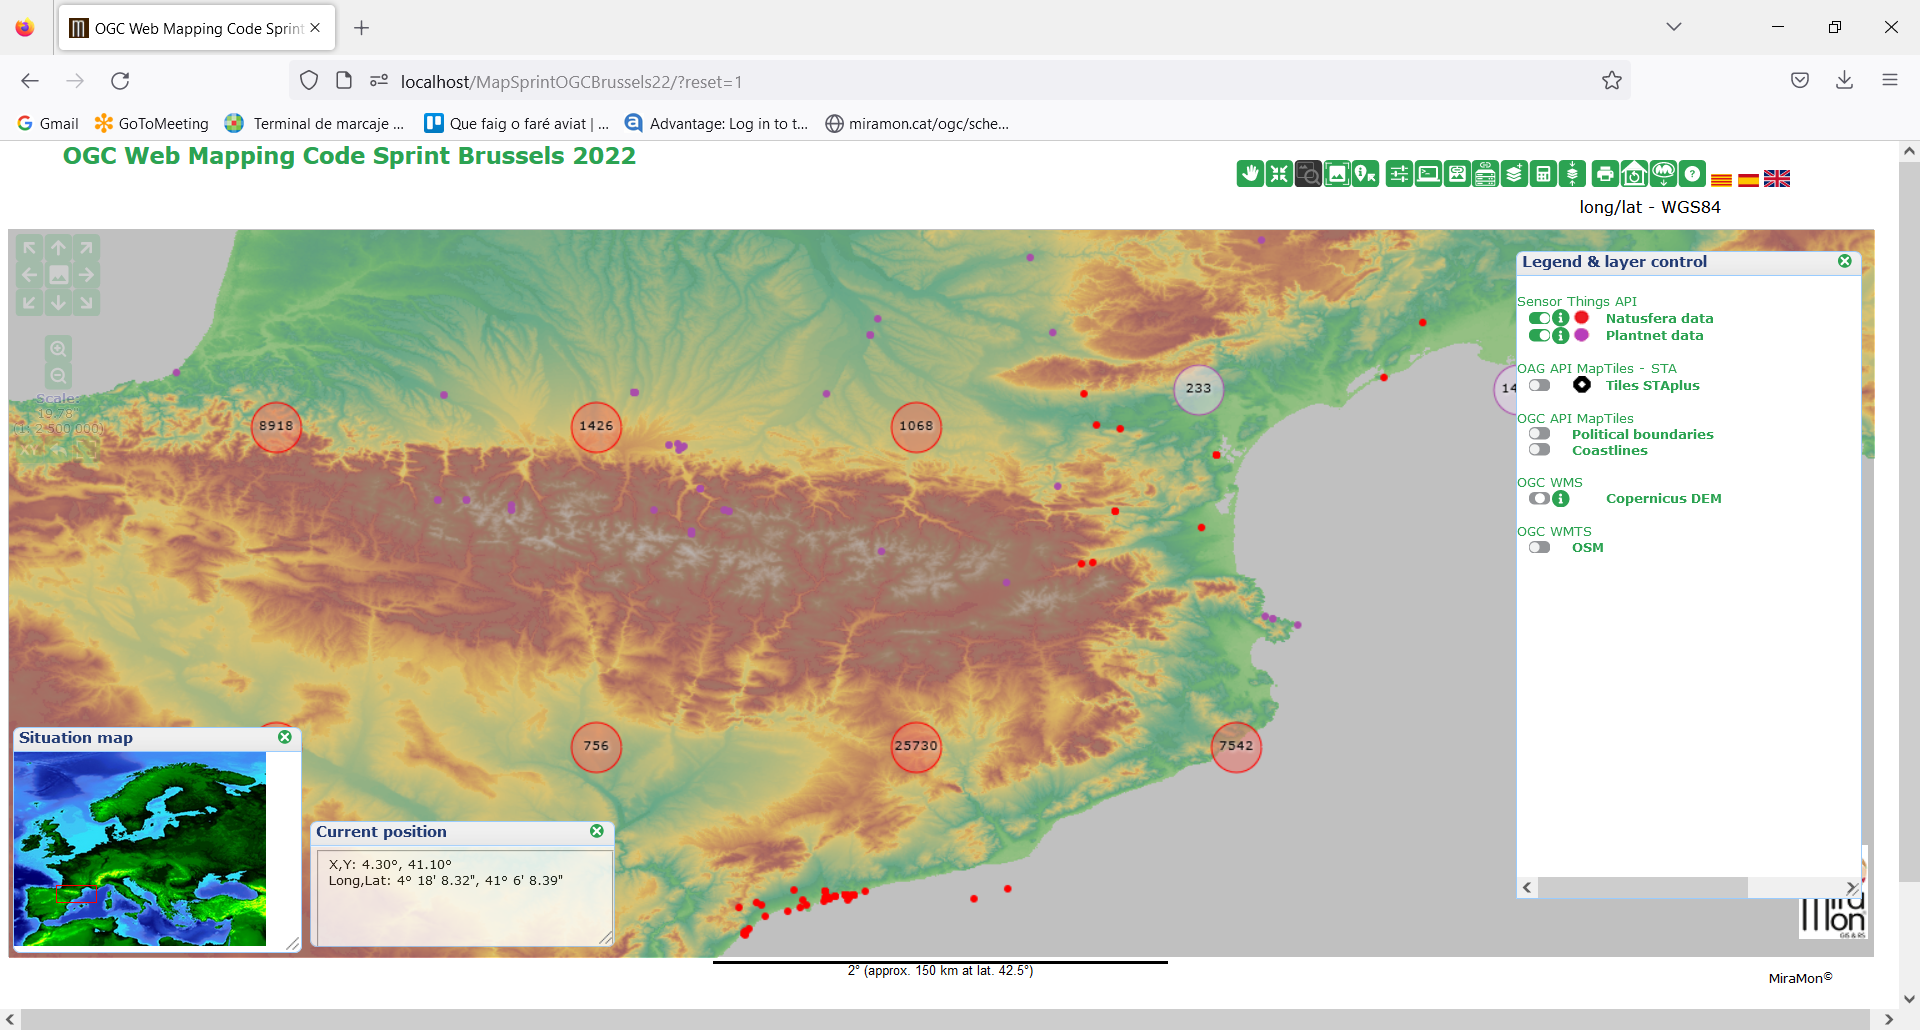 OGC Web Mapping Code Sprint
localhost/MapSprintOGCBrussels22/?reset=1
Gmail
GoToMeeting
Terminal de marcaje ...
Que faig o faré aviat | ...
Advantage: Log in to t...
miramon.cat/ogc/sche...
OGC Web Mapping Code Sprint Brussels 2022
long/lat - WGS84
Legend & layer control
Sensor Things API
Natusfera data
Plantnet data
OAG API MapTiles - STA
Tiles STAplus
OGC API MapTiles
Political boundaries
Coastlines
OGC WMS
Copernicus DEM
OGC WMTS
OSM
Scale:
19.78"
(1: 2 500 000)
XY
8918
1426
1068
233
14
756
25730
7542
Situation map
Current position
X,Y: 4.30°, 41.10°
Long,Lat: 4° 18' 8.32", 41° 6' 8.39"
Mira
mon
GIS & RS
2° (approx. 150 km at lat. 42.5°)
MiraMon©